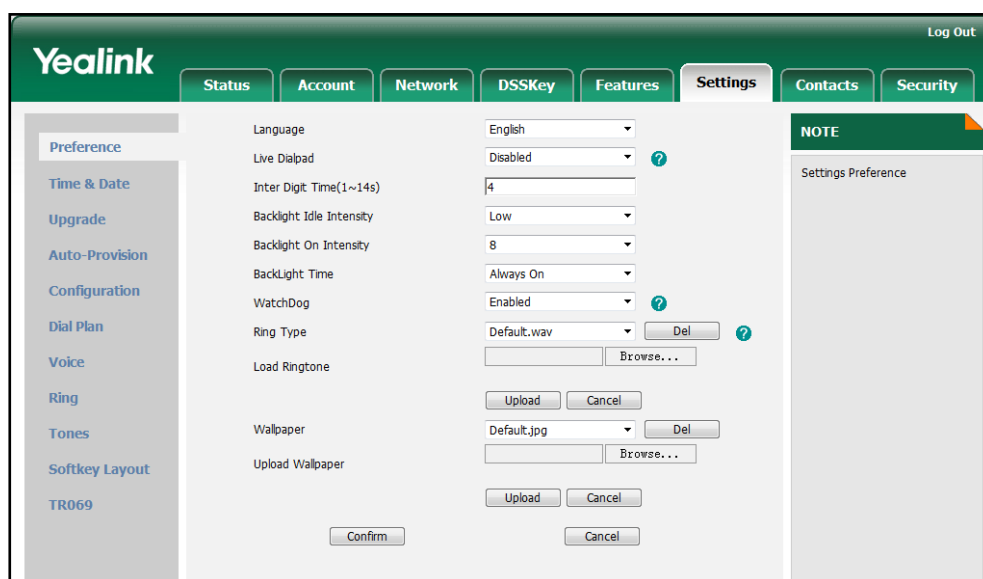 Log Out
Yealink
Status Account Network DSSKey Features Settings Contacts Security
Preference
Time & Date
Upgrade
Auto-Provision
Configuration
Dial Plan
Voice
Ring
Tones
Softkey Layout
TR069
Language English
Live Dialpad Disabled ?
Inter Digit Time(1~14s) 4
Backlight Idle Intensity Low
Backlight On Intensity 8
BackLight Time Always On
WatchDog Enabled ?
Ring Type Default.wav Del ?
Load Ringtone Browse...
Upload Cancel
Wallpaper Default.jpg Del
Upload Wallpaper Browse...
Upload Cancel
Confirm Cancel
NOTE
Settings Preference